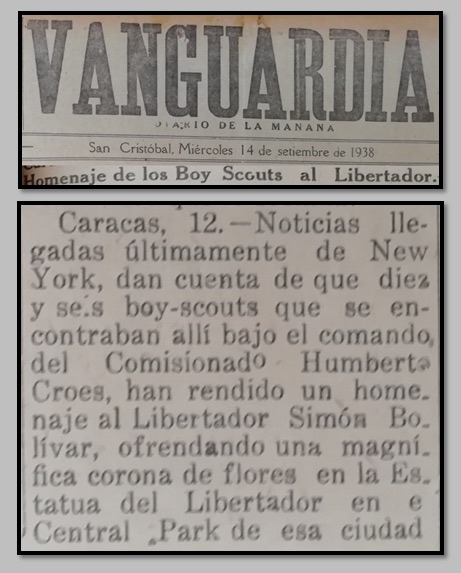 VANGUARDIA
DIARIO DE LA MAÑANA
San Cristóbal, Miércoles 14 de setiembre de 1938
Homenaje de los Boy Scouts al Libertador.
Caracas, 12.—Noticias lle-
gadas últimamente de New
York, dan cuenta de que diez
y seis boy-scouts que se en-
contraban allí bajo el comando
del Comisionado Humberto
Croes, han rendido un home-
naje al Libertador Simón Bo-
lívar, ofrendando una magní-
fica corona de flores en la Es-
tatua del Libertador en e
Central Park de esa ciudad